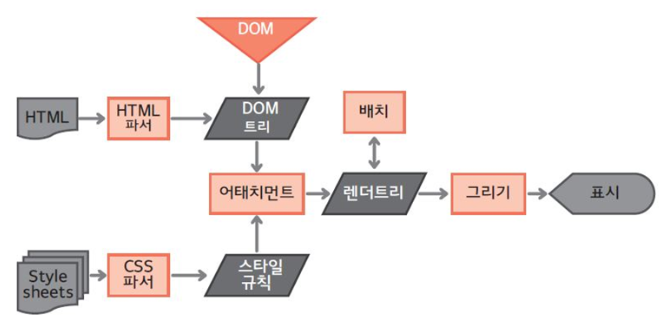 DOM
HTML
HTML
파서
DOM
트리
배치
어태치먼트
렌더트리
그리기
표시
Style
sheets
CSS
파서
스타일
규칙